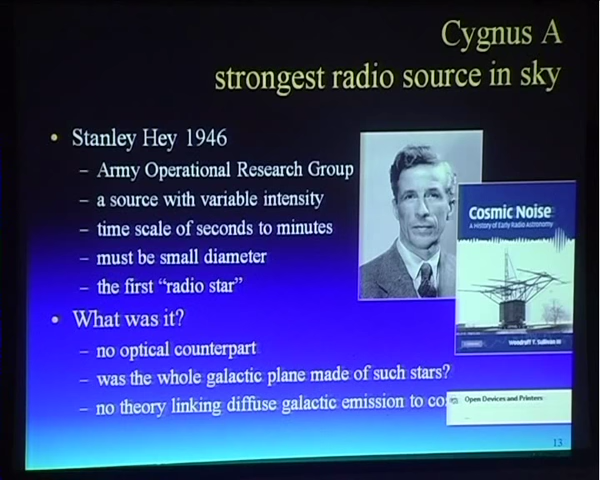 Cygnus A
strongest radio source in sky
• Stanley Hey 1946
– Army Operational Research Group
– a source with variable intensity
– time scale of seconds to minutes
– must be small diameter
– the first “radio star”
• What was it?
– no optical counterpart
– was the whole galactic plane made of such stars?
– no theory linking diffuse galactic emission to
Cosmic Noise
A History of Early Radio Astronomy
Woodruff T. Sullivan III
Open Devices and Printers
13